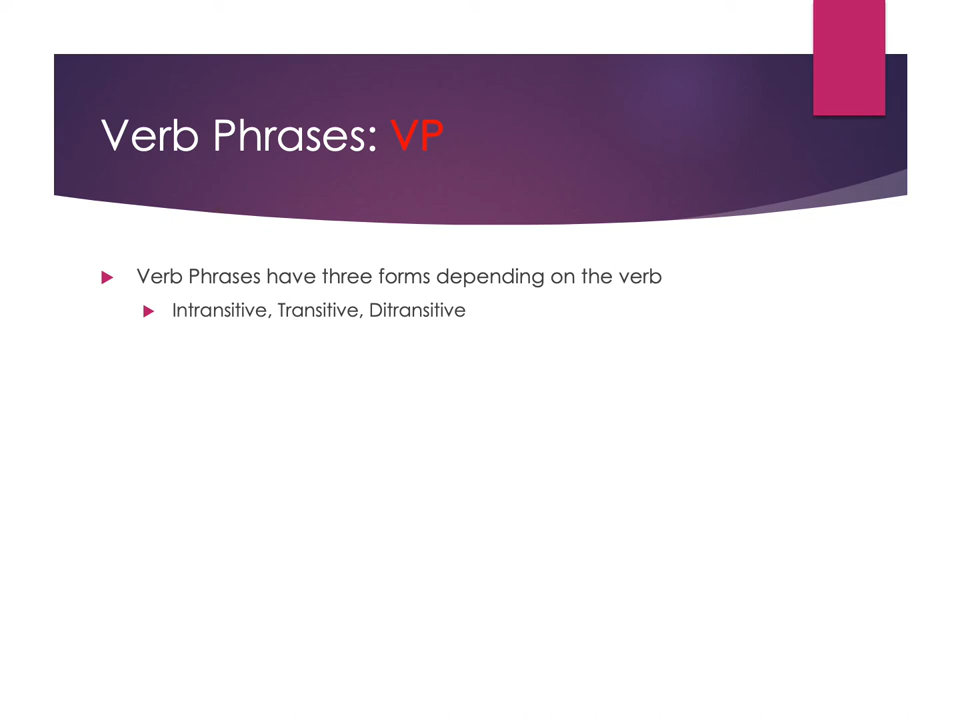 Verb Phrases: VP
Verb Phrases have three forms depending on the verb
Intransitive, Transitive, Ditransitive